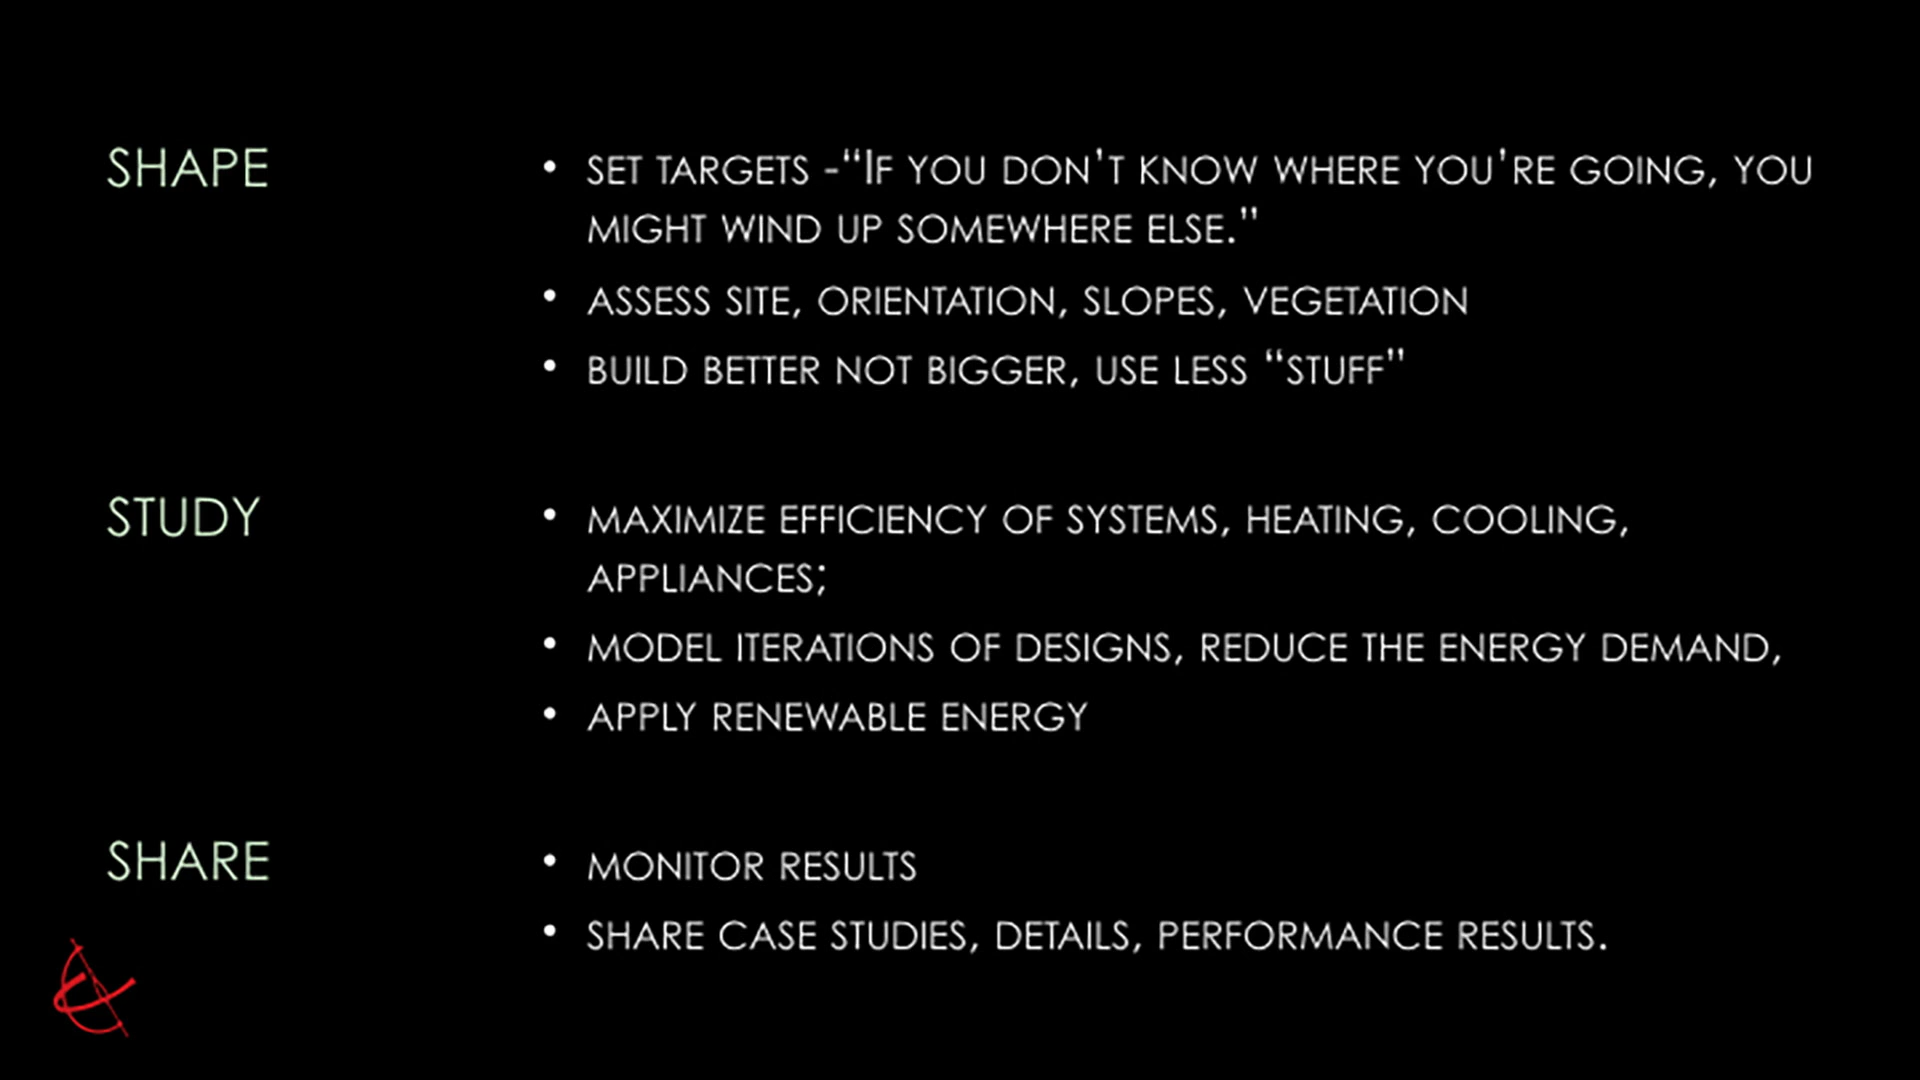 SHAPE
• SET TARGETS -“IF YOU DON'T KNOW WHERE YOU'RE GOING, YOU
MIGHT WIND UP SOMEWHERE ELSE.”
• ASSESS SITE, ORIENTATION, SLOPES, VEGETATION
• BUILD BETTER NOT BIGGER, USE LESS “STUFF”
STUDY
• MAXIMIZE EFFICIENCY OF SYSTEMS, HEATING, COOLING,
APPLIANCES;
• MODEL ITERATIONS OF DESIGNS, REDUCE THE ENERGY DEMAND,
• APPLY RENEWABLE ENERGY
SHARE
• MONITOR RESULTS
• SHARE CASE STUDIES, DETAILS, PERFORMANCE RESULTS.